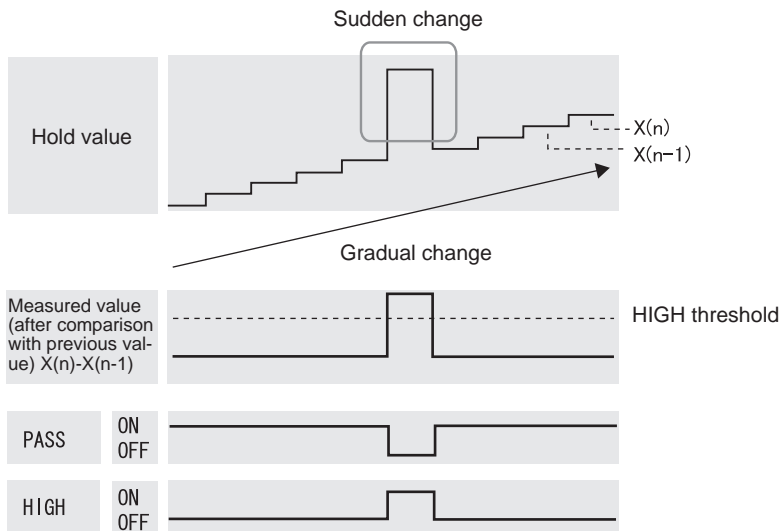 Sudden change
Hold value
X(n)
X(n-1)
Gradual change
Measured value
(after comparison
with previous val-
ue) X(n)-X(n-1)
HIGH threshold
PASS
ON
OFF
HIGH
ON
OFF